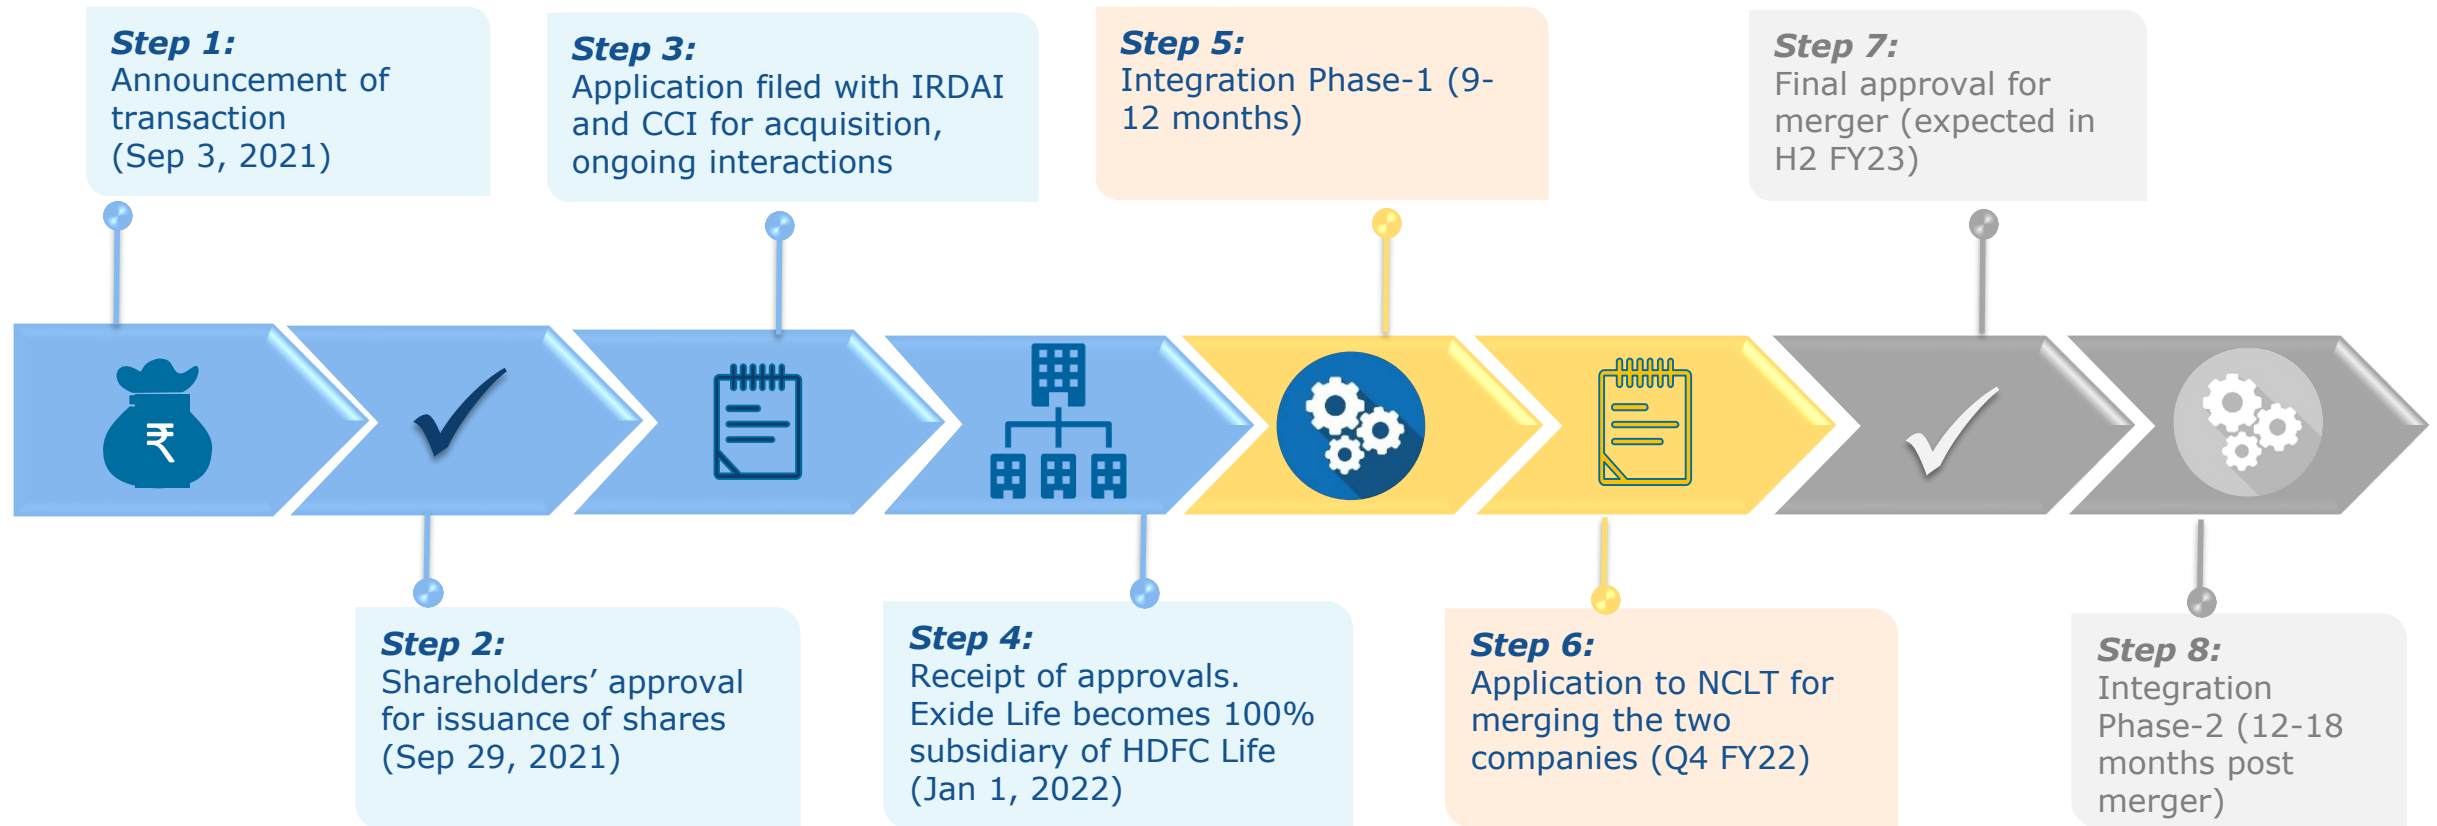 Step 1:
Announcement of
transaction
(Sep 3, 2021)
Step 3:
Application filed with IRDAI
and CCI for acquisition,
ongoing interactions
Step 5:
Integration Phase-1 (9-
12 months)
Step 7:
Final approval for
merger (expected in
H2 FY23)
₹
Step 2:
Shareholders’ approval
for issuance of shares
(Sep 29, 2021)
Step 4:
Receipt of approvals.
Exide Life becomes 100%
subsidiary of HDFC Life
(Jan 1, 2022)
Step 6:
Application to NCLT for
merging the two
companies (Q4 FY22)
Step 8:
Integration
Phase-2 (12-18
months post
merger)